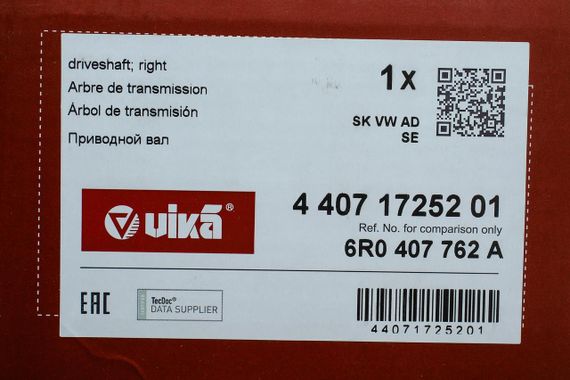 driveshaft; right
1x
Arbre de transmission
Árbol de transmisión
SK VW AD
SE
Приводной вал
vikā®
4 407 17252 01
Ref. No. for comparison only
6R0 407 762 A
EAC
TecDoc®
DATA SUPPLIER
44071725201